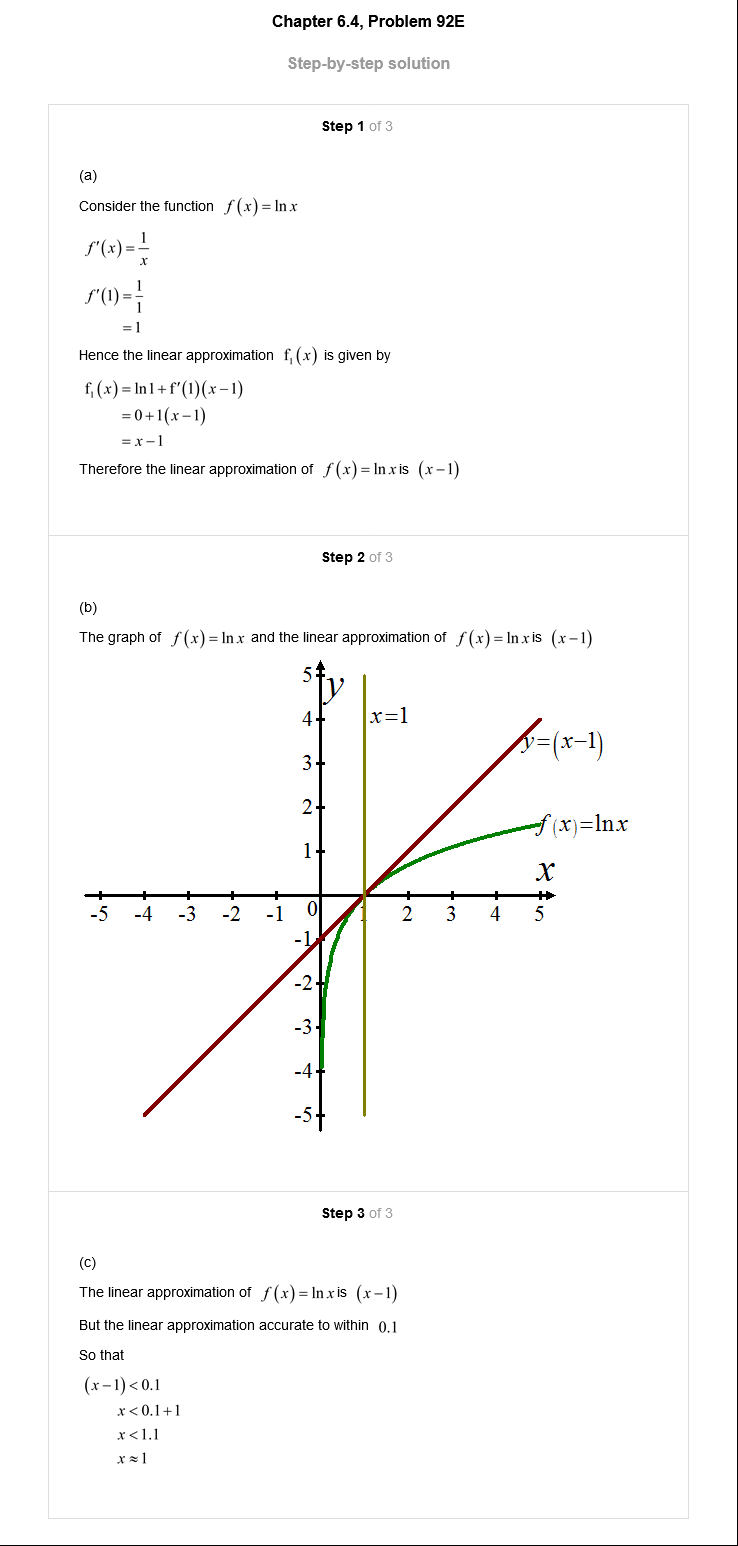 Chapter 6.4, Problem 92E
Step-by-step solution
Step 1 of 3
(a)
Consider the function f(x)=ln x
f′(x)=1/x
f′(1)=1/1
=1
Hence the linear approximation f₁(x) is given by
f₁(x)=ln1+f′(1)(x−1)
=0+1(x−1)
=x−1
Therefore the linear approximation of f(x)=ln x is (x−1)
Step 2 of 3
(b)
The graph of f(x)=ln x and the linear approximation of f(x)=ln x is (x−1)
5
y
4
x=1
y=(x−1)
3
2
f(x)=lnx
1
x
-5 -4 -3 -2 -1 0 1 2 3 4 5
-1
-2
-3
-4
-5
Step 3 of 3
(c)
The linear approximation of f(x)=ln x is (x−1)
But the linear approximation accurate to within 0.1
So that
(x−1)<0.1
x<0.1+1
x<1.1
x≈1